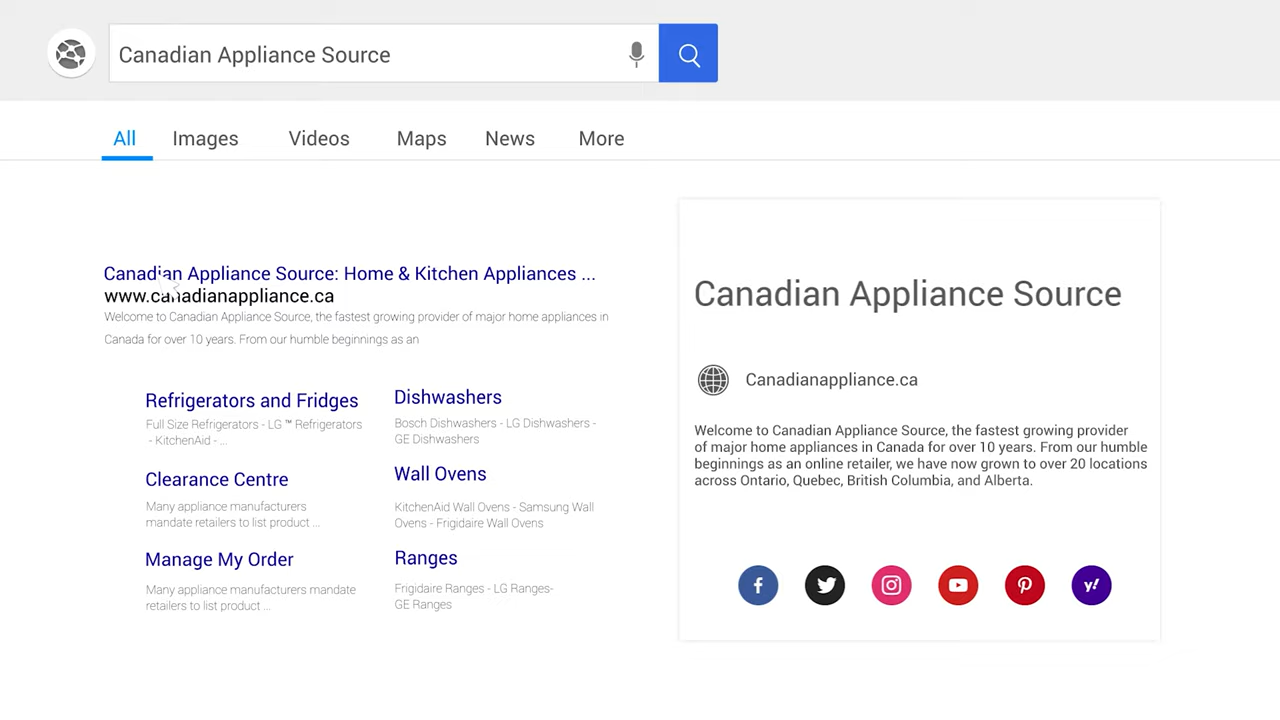 Canadian Appliance Source
All Images Videos Maps News More
Canadian Appliance Source: Home & Kitchen Appliances ...
www.canadianappliance.ca
Welcome to Canadian Appliance Source, the fastest growing provider of major home appliances in
Canada for over 10 years. From our humble beginnings as an
Refrigerators and Fridges
Full Size Refrigerators - LG ™ Refrigerators
- KitchenAid - ...
Dishwashers
Bosch Dishwashers - LG Dishwashers -
GE Dishwashers
Clearance Centre
Many appliance manufacturers
mandate retailers to list product ...
Wall Ovens
KitchenAid Wall Ovens - Samsung Wall
Ovens - Frigidaire Wall Ovens
Manage My Order
Many appliance manufacturers mandate
retailers to list product ...
Ranges
Frigidaire Ranges - LG Ranges-
GE Ranges
Canadian Appliance Source
Canadianappliance.ca
Welcome to Canadian Appliance Source, the fastest growing provider
of major home appliances in Canada for over 10 years. From our humble
beginnings as an online retailer, we have now grown to over 20 locations
across Ontario, Quebec, British Columbia, and Alberta.
f y!